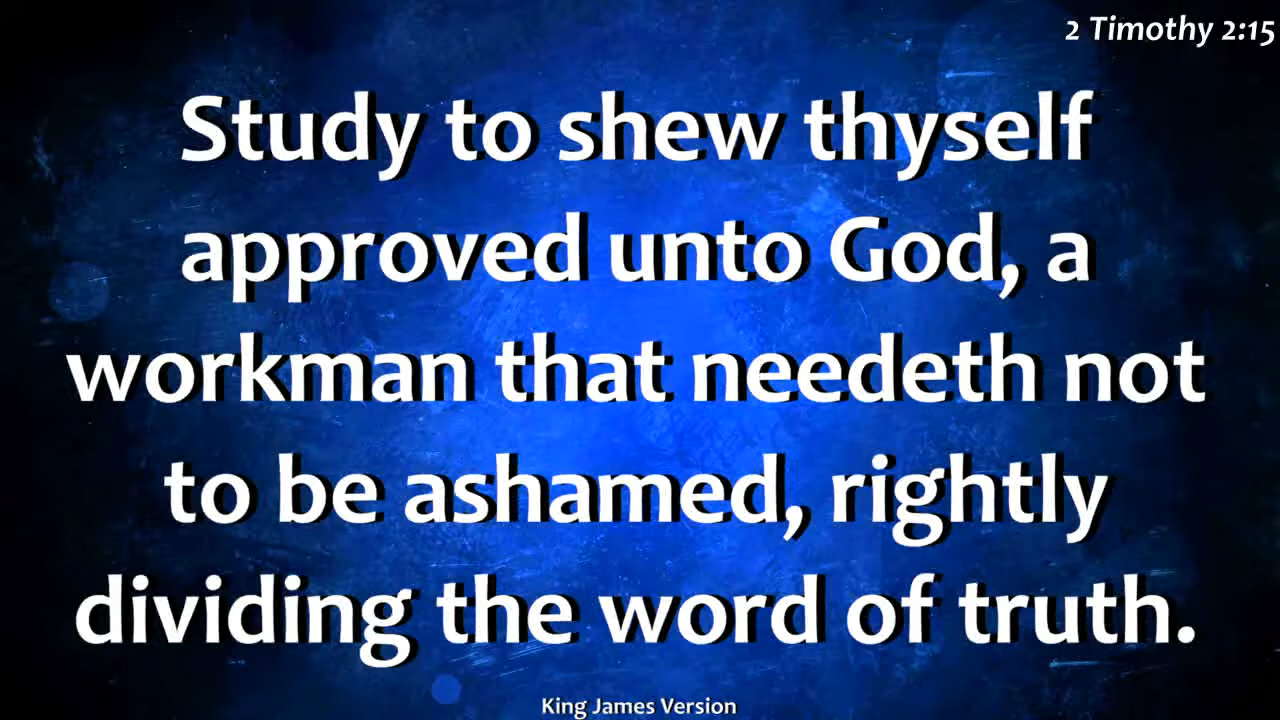 2 Timothy 2:15
Study to shew thyself
approved unto God, a
workman that needeth not
to be ashamed, rightly
dividing the word of truth.
King James Version